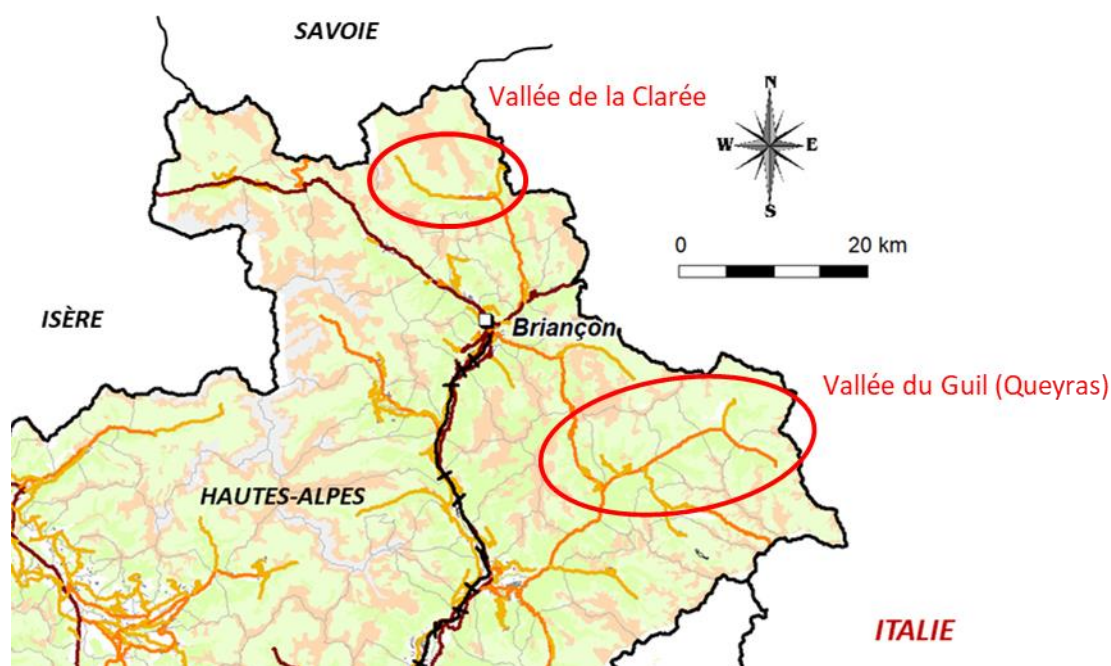 SAVOIE
Vallée de la Clarée
N
W E
S
0 20 km
ISÈRE
Briançon
Vallée du Guil (Queyras)
HAUTES-ALPES
ITALIE